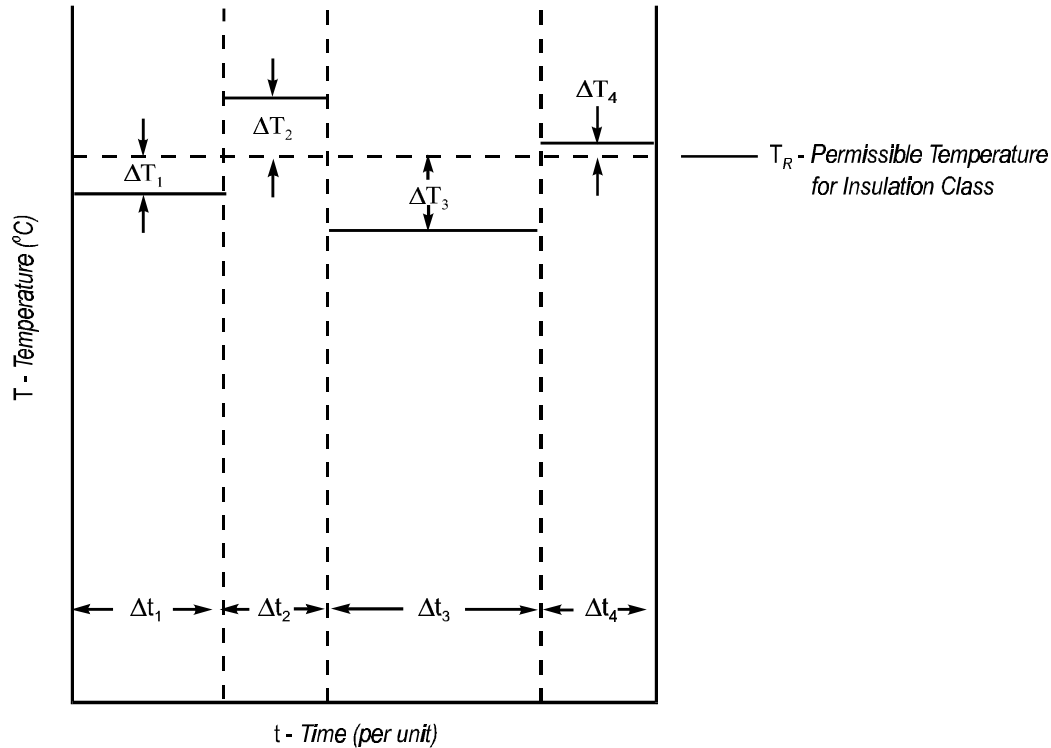 ΔT₄
ΔT₂
T_R - Permissible Temperature
for Insulation Class
ΔT₁
ΔT₃
T - Temperature (°C)
Δt₁
Δt₂
Δt₃
Δt₄
t - Time (per unit)